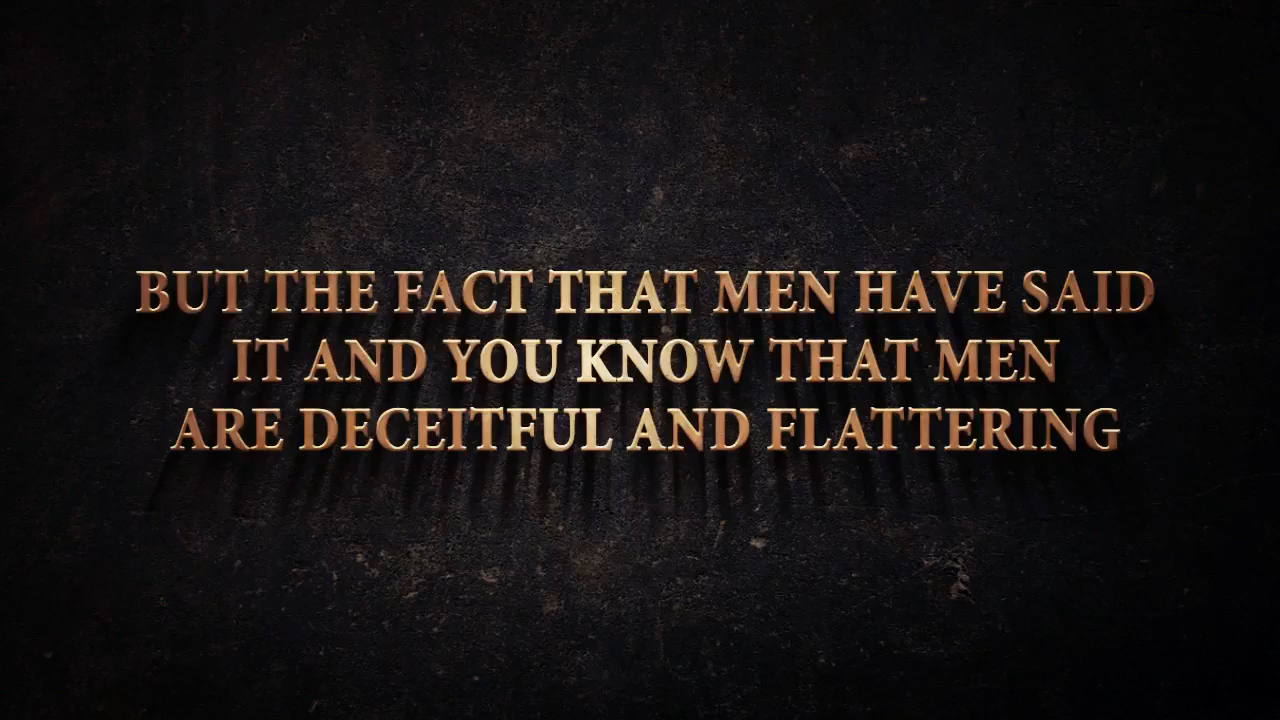 BUT THE FACT THAT MEN HAVE SAID
IT AND YOU KNOW THAT MEN
ARE DECEITFUL AND FLATTERING